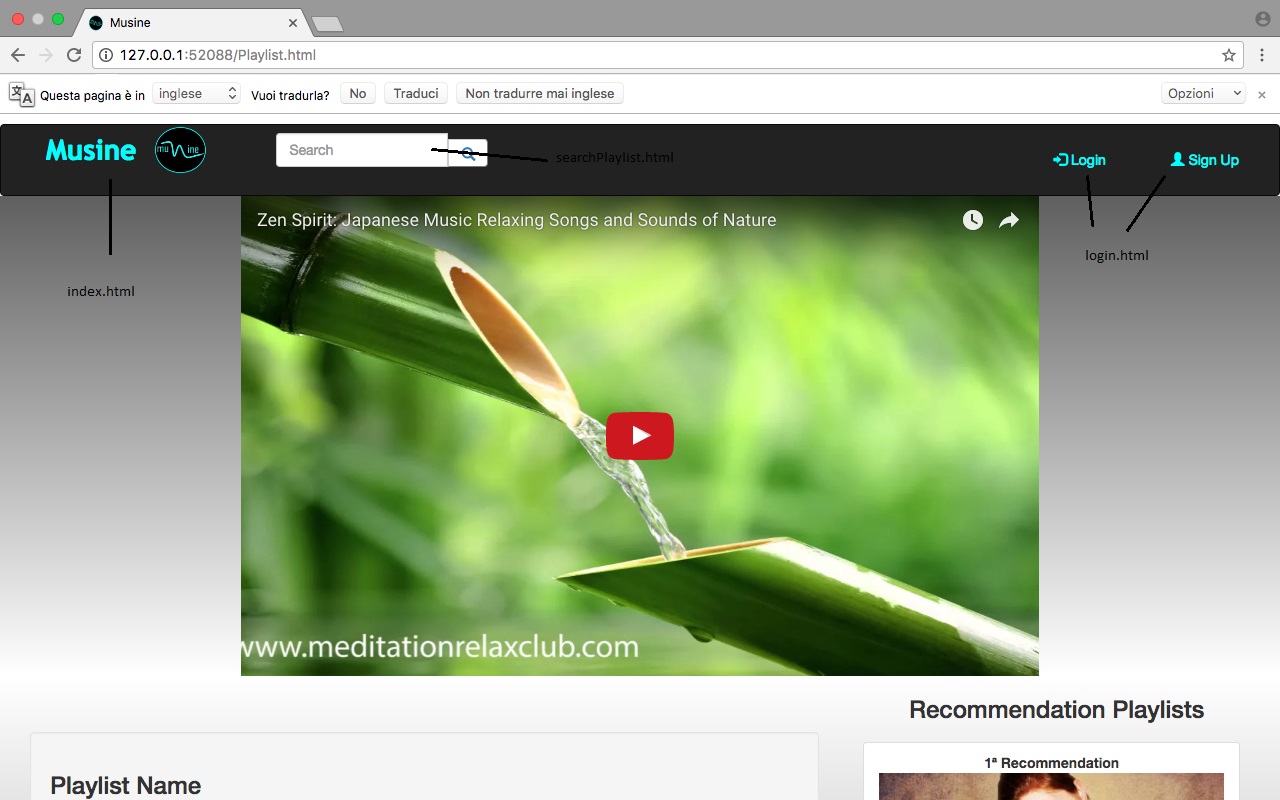 Musine
127.0.0.1:52088/Playlist.html
Questa pagina è in inglese Vuoi tradurla? No Traduci Non tradurre mai inglese Opzioni
Musine
Search
searchPlaylist.html
Login
Sign Up
index.html
login.html
Zen Spirit: Japanese Music Relaxing Songs and Sounds of Nature
www.meditationrelaxclub.com
Recommendation Playlists
1ª Recommendation
Playlist Name